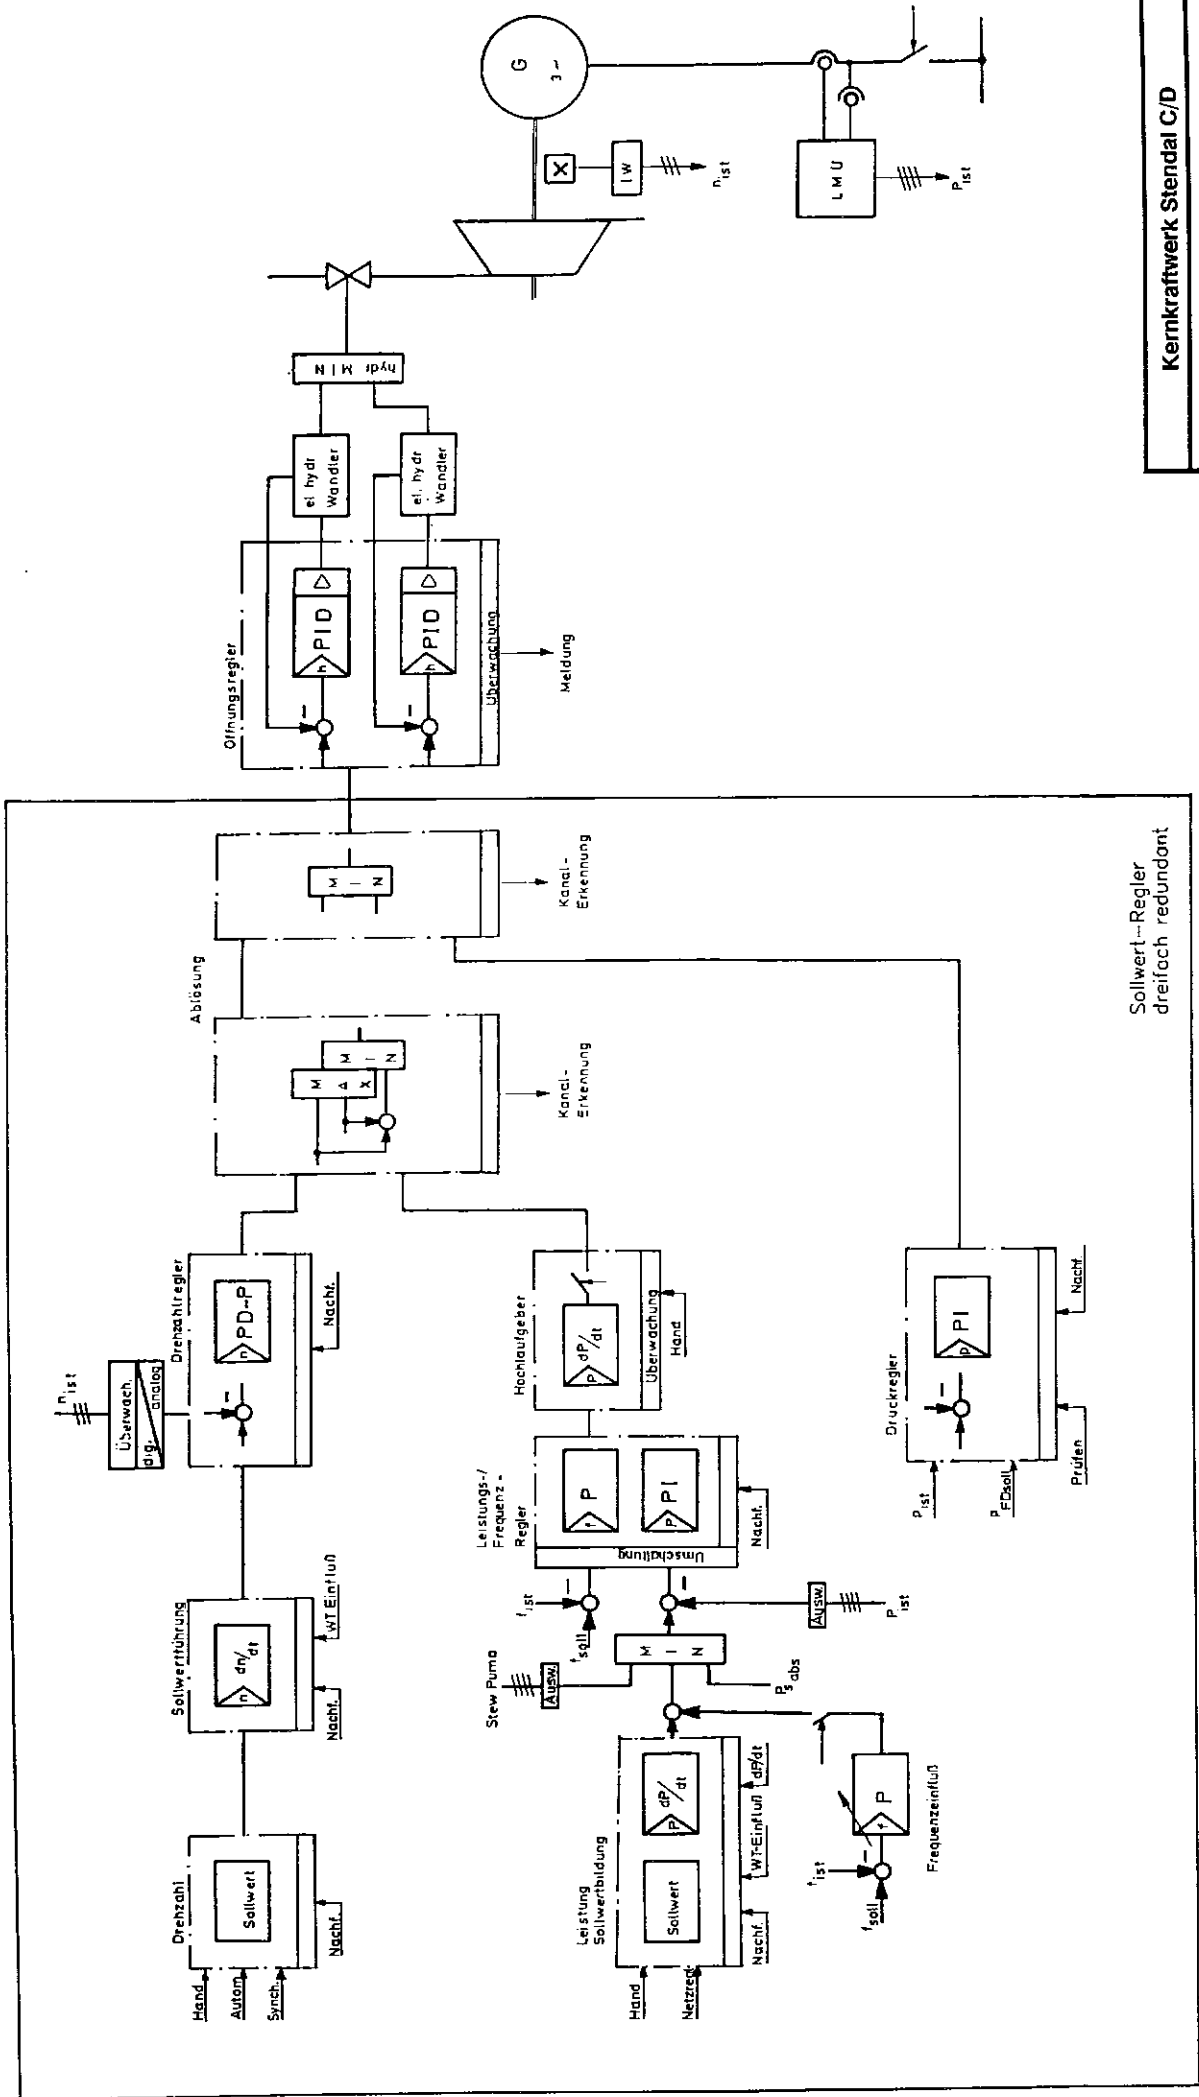 G
3~
X
IW
n ist
LMU
P ist
Kernkraftwerk Stendal C/D
hydr MIN
el hydr
Wandler
el. hydr
Wandler
Öffnungsregler
h PID
h PID
Überwachung
Meldung
Ablösung
MIN
Kanal-
Erkennung
MAX
MIN
Kanal-
Erkennung
Sollwert-Regler
dreifach redundant
n ist
Überwach.
dig. analog
Drehzahlregler
n PD-P
Nachf.
Hochlaufgeber
P dP/dt
Überwachung
Hand
Druckregler
p PI
Nachf.
Prüfen
P ist
P FDsoll
Leistungs-/
Frequenz-
Regler
f P
P PI
Umschaltung
Nachf.
f ist
f soll
Ausw.
P ist
MIN
Ausw.
P s abs
Sollwertführung
n dn/dt
WT Einfluß
Nachf.
Drehzahl
Sollwert
Hand
Autom
Synch.
Nachf.
Leistung
Sollwertbildung
Sollwert
P dP/dt
Hand
Nachf.
WT-Einfluß
dP/dt
f P
f ist
f soll
Frequenzeinfluß